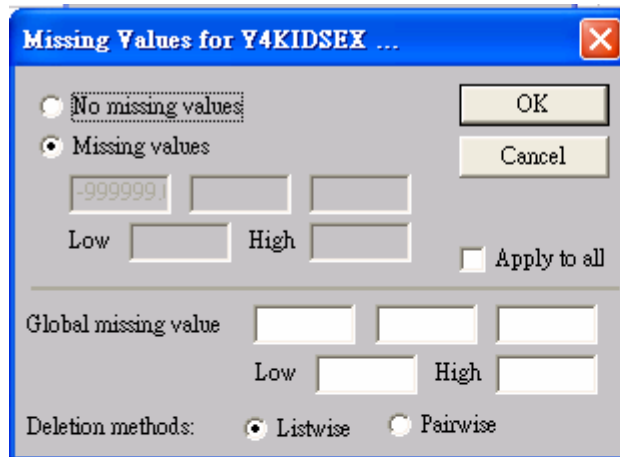 Missing Values for Y4KIDSEX ...
No missing values
OK
Missing values
Cancel
-999999.
Low High
Apply to all
Global missing value
Low High
Deletion methods: Listwise Pairwise